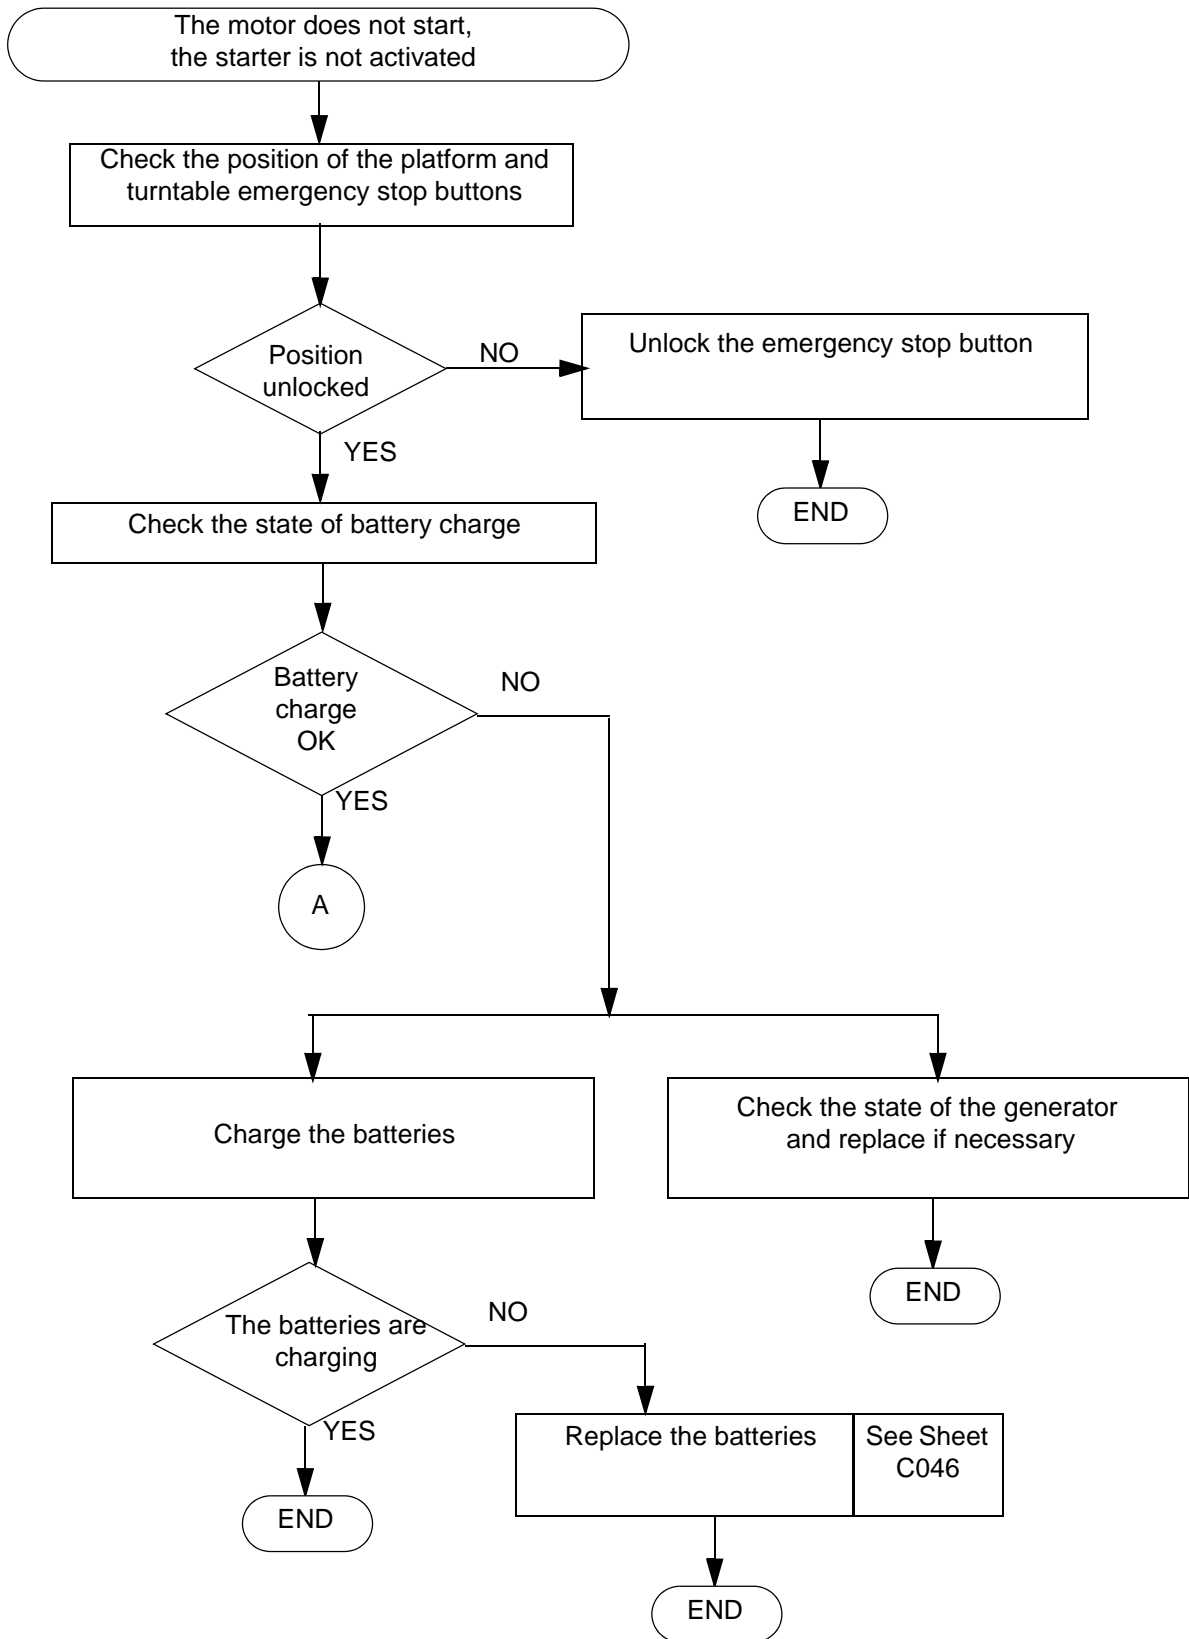 The motor does not start,
the starter is not activated
Check the position of the platform and
turntable emergency stop buttons
Position
unlocked
NO
Unlock the emergency stop button
YES
END
Check the state of battery charge
Battery
charge
OK
NO
YES
A
Charge the batteries
Check the state of the generator
and replace if necessary
The batteries are
charging
NO
END
YES
Replace the batteries
See Sheet
C046
END
END